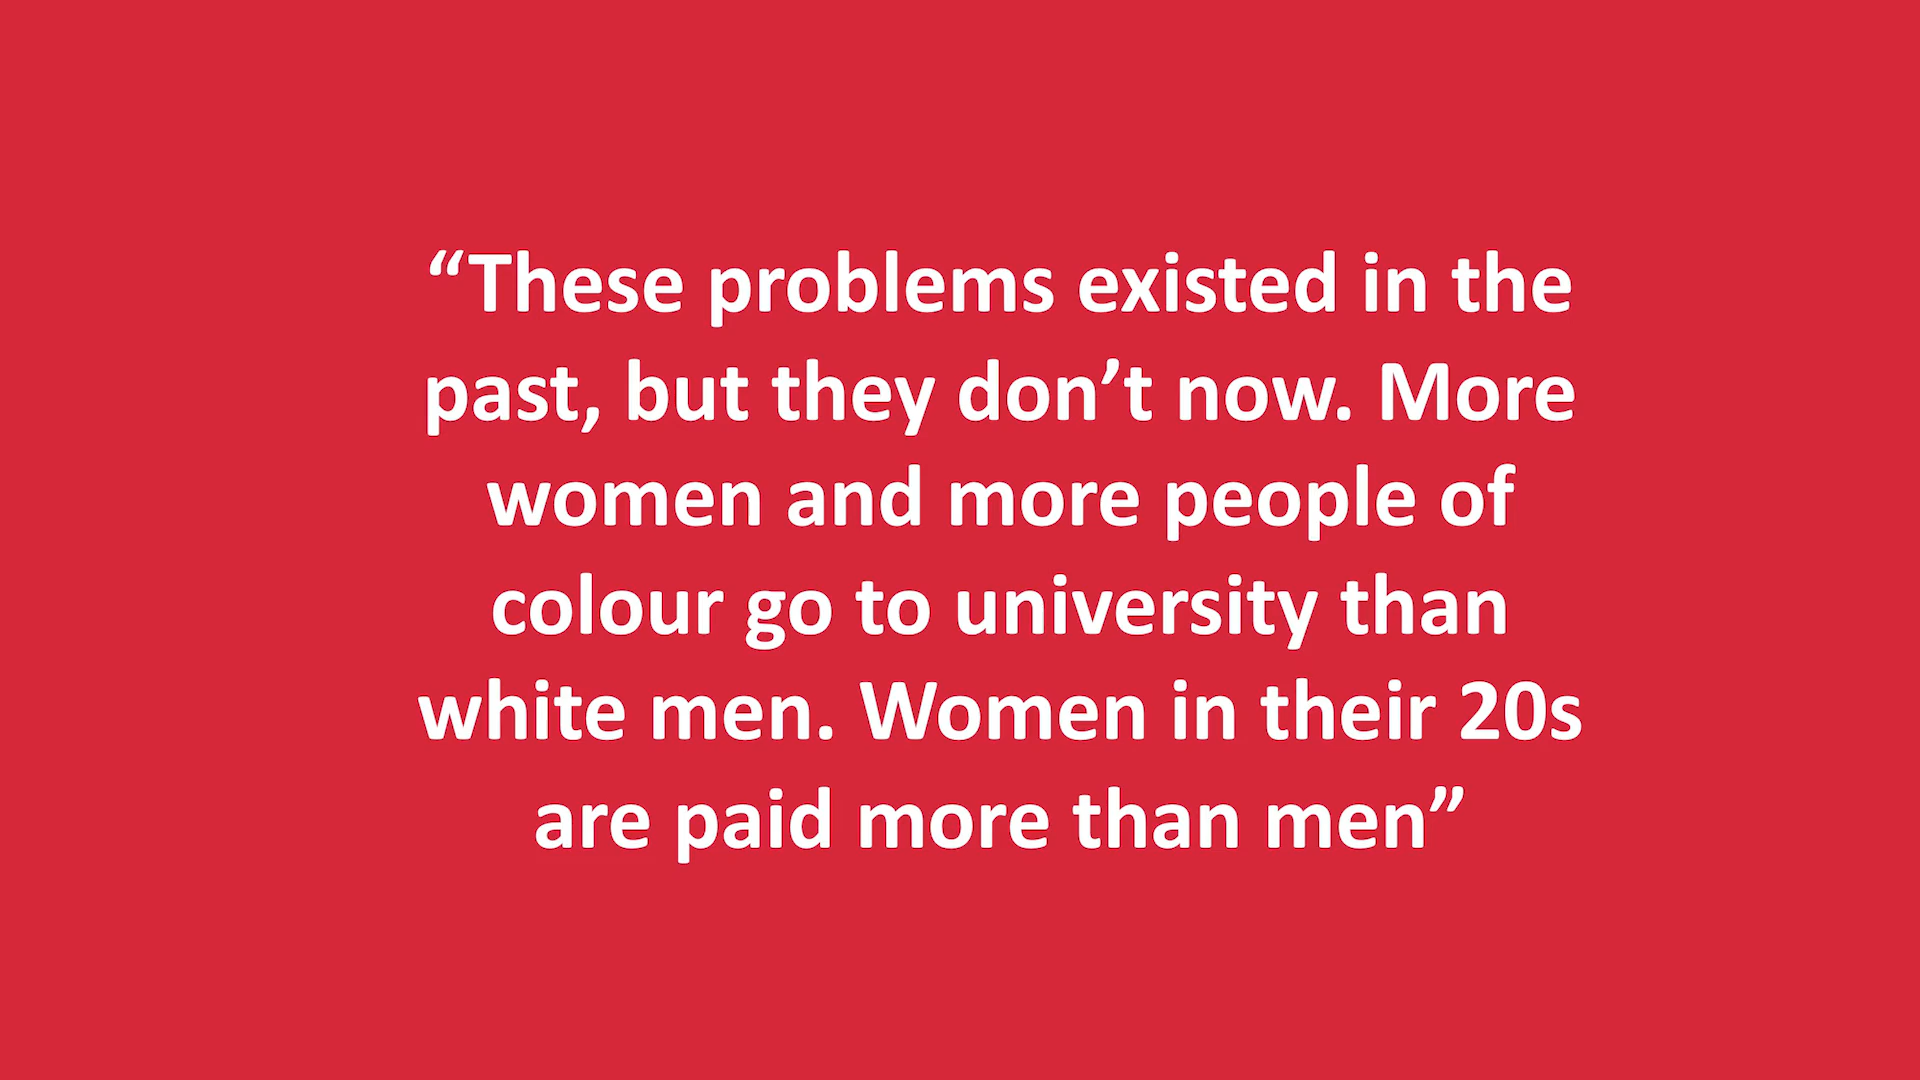 “These problems existed in the
past, but they don’t now. More
women and more people of
colour go to university than
white men. Women in their 20s
are paid more than men”